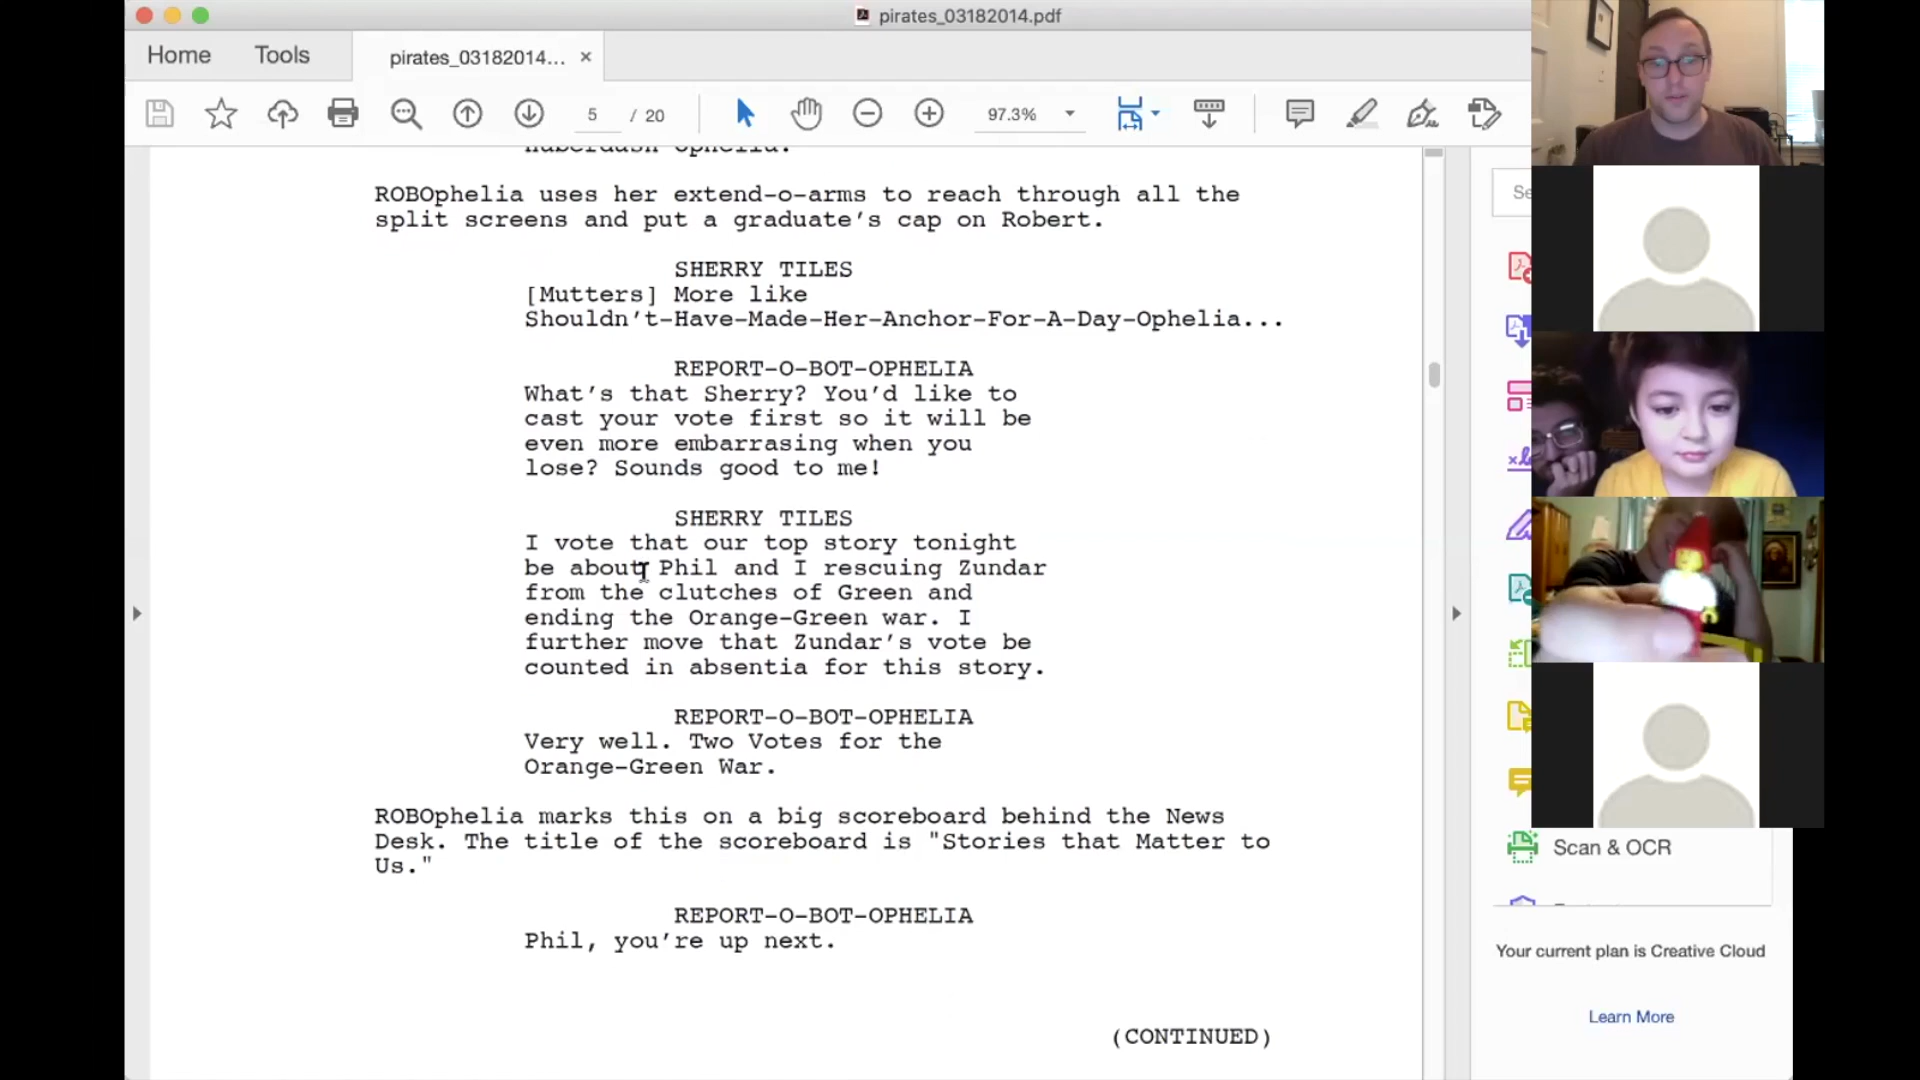 pirates_03182014.pdf
Home
Tools
pirates_03182014...
5 / 20
97.3%
Haberdash Ophelia.
ROBOphelia uses her extend-o-arms to reach through all the
split screens and put a graduate's cap on Robert.
SHERRY TILES
[Mutters] More like
Shouldn't-Have-Made-Her-Anchor-For-A-Day-Ophelia...
REPORT-O-BOT-OPHELIA
What's that Sherry? You'd like to
cast your vote first so it will be
even more embarrasing when you
lose? Sounds good to me!
SHERRY TILES
I vote that our top story tonight
be about Phil and I rescuing Zundar
from the clutches of Green and
ending the Orange-Green war. I
further move that Zundar's vote be
counted in absentia for this story.
REPORT-O-BOT-OPHELIA
Very well. Two Votes for the
Orange-Green War.
ROBOphelia marks this on a big scoreboard behind the News
Desk. The title of the scoreboard is "Stories that Matter to
Us."
REPORT-O-BOT-OPHELIA
Phil, you're up next.
(CONTINUED)
Se
Scan & OCR
Your current plan is Creative Cloud
Learn More